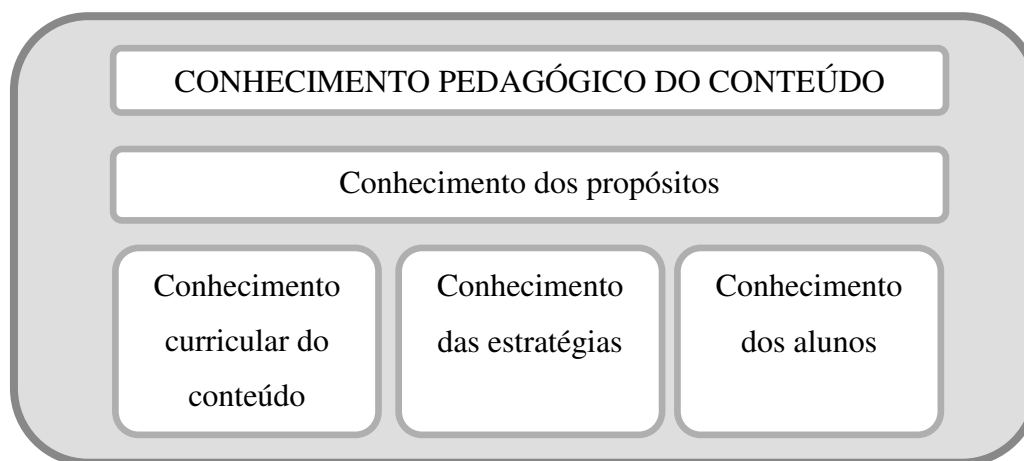 CONHECIMENTO PEDAGÓGICO DO CONTEÚDO
Conhecimento dos propósitos
Conhecimento
curricular do
conteúdo
Conhecimento
das estratégias
Conhecimento
dos alunos